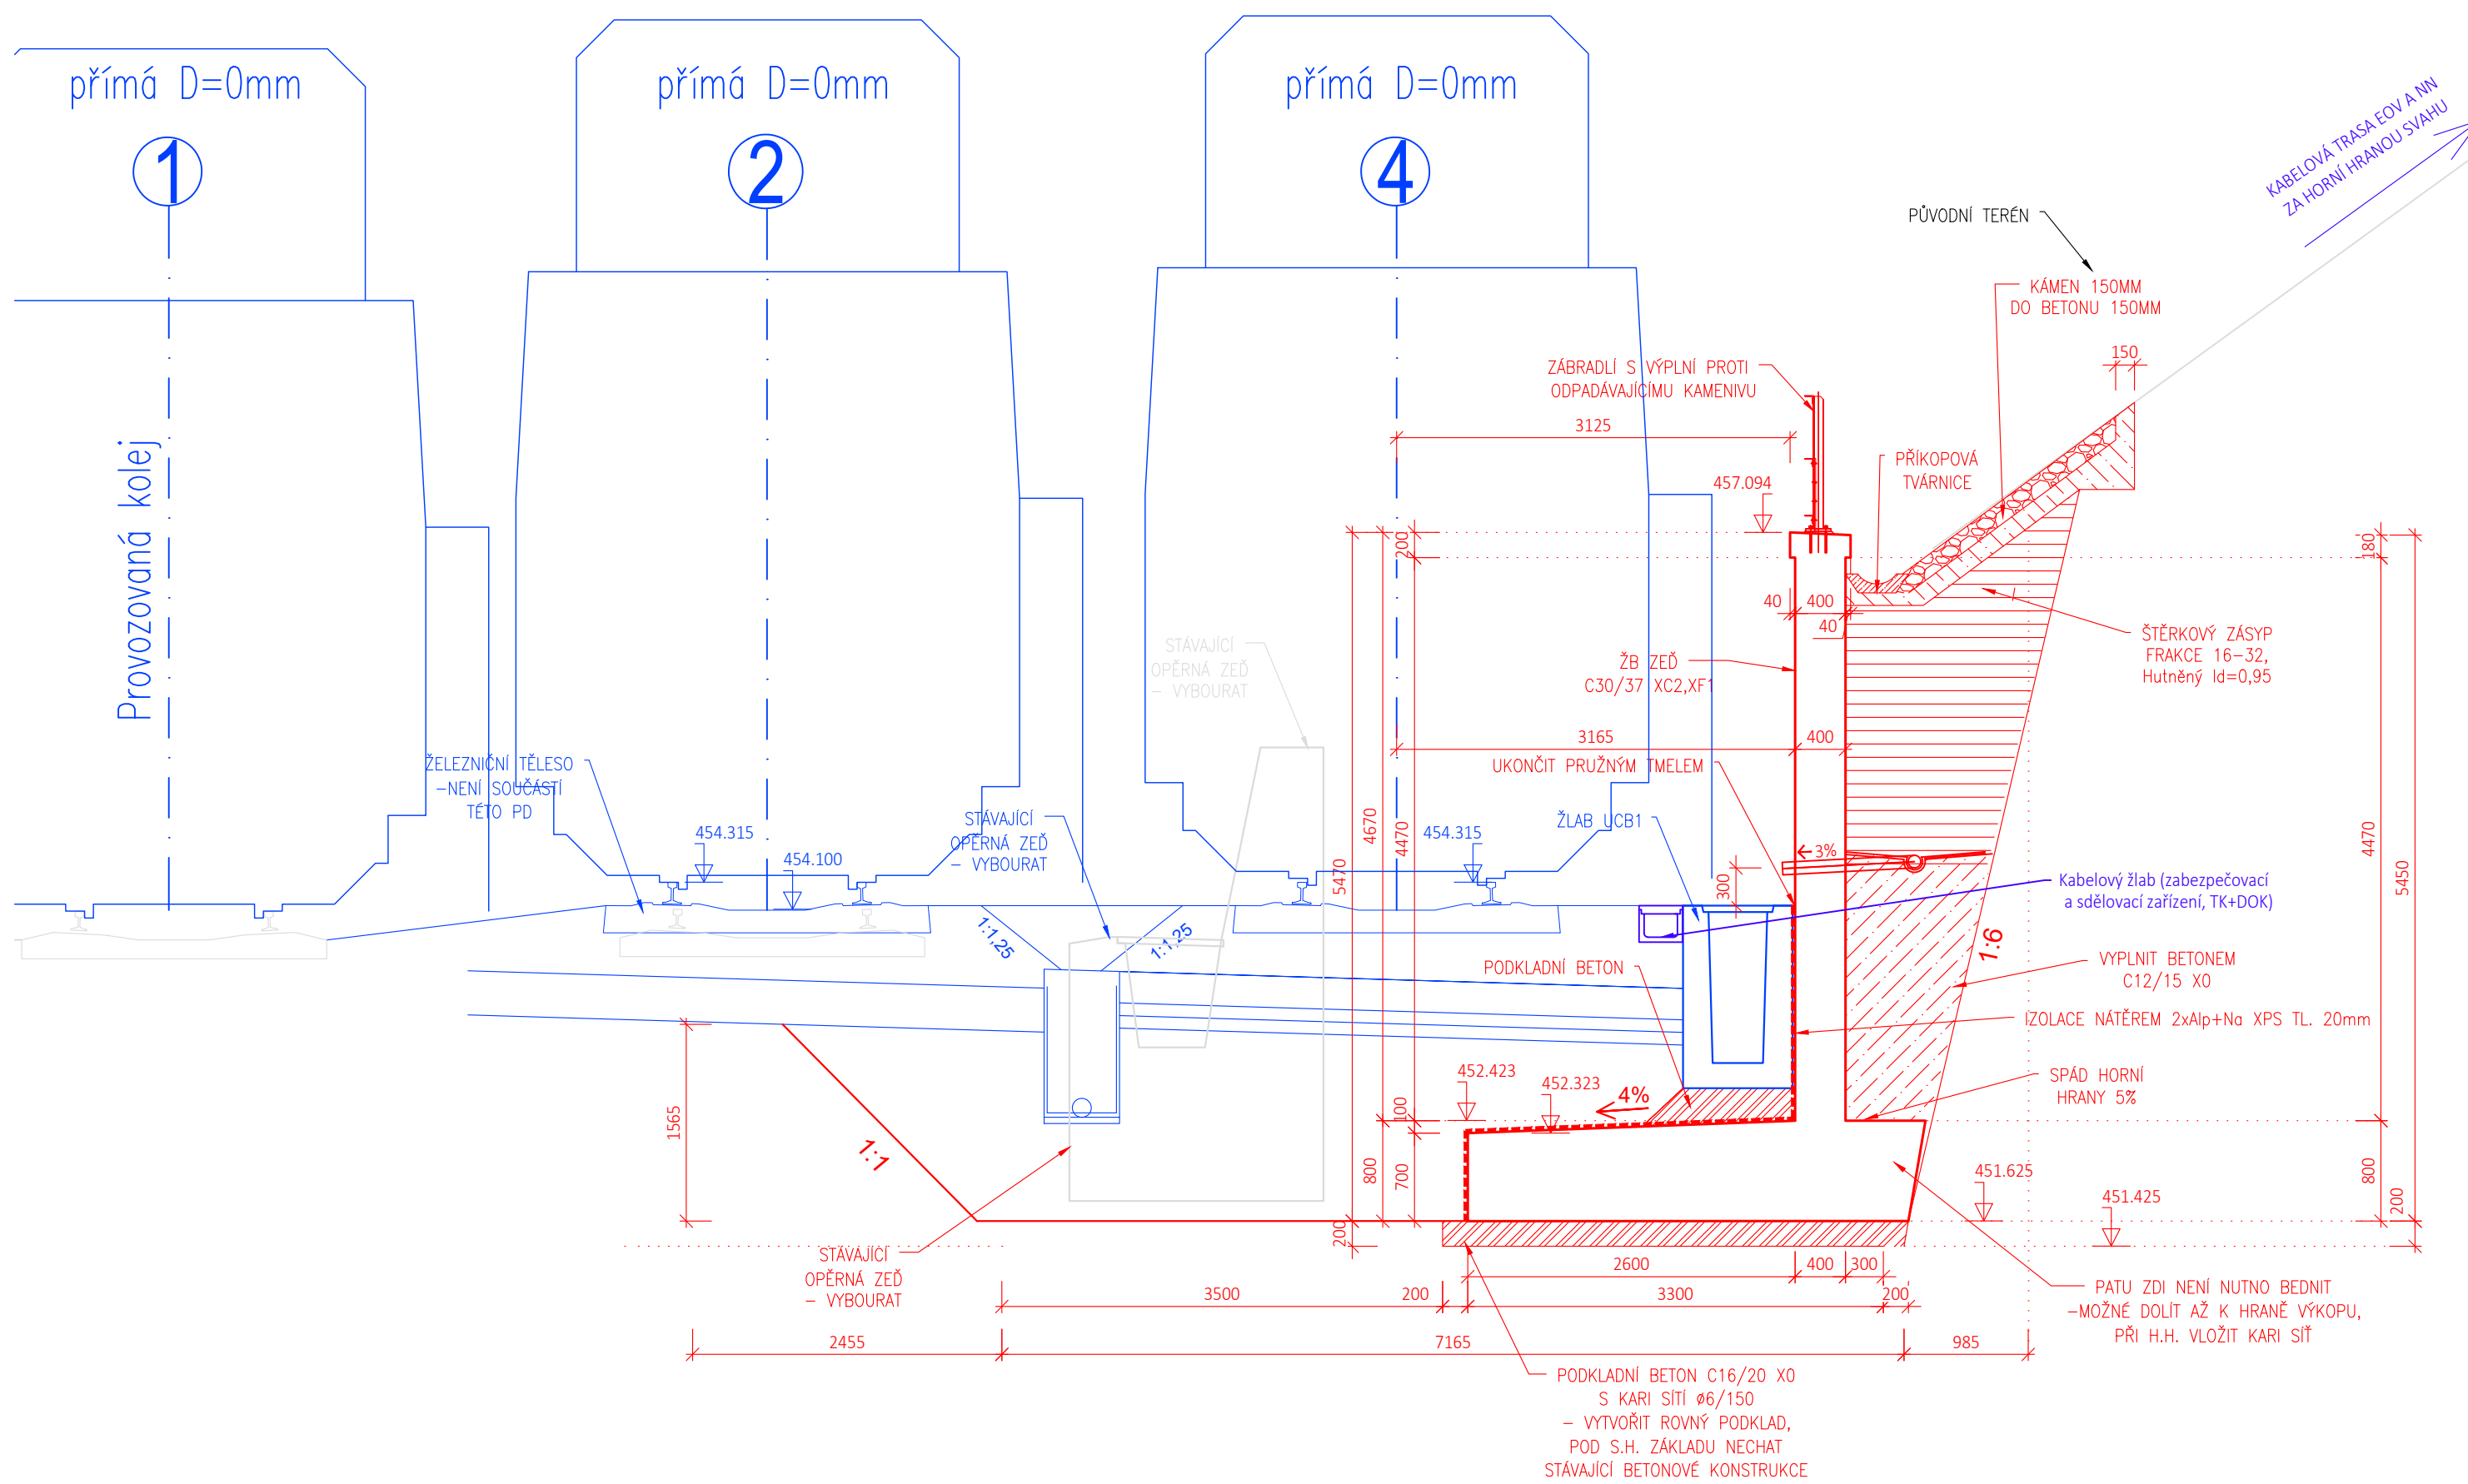 přímá D=0mm
přímá D=0mm
přímá D=0mm
1
2
4
KABELOVÁ TRASA EOV A NN
ZA HORNÍ HRANOU SVAHU
PŮVODNÍ TERÉN
KÁMEN 150MM
DO BETONU 150MM
150
ZÁBRADLÍ S VÝPLNÍ PROTI
ODPADÁVAJÍCÍMU KAMENIVU
3125
PŘÍKOPOVÁ
TVÁRNICE
457.094
Provozovaná kolej
200
180
40
400
40
STÁVAJÍCÍ
OPĚRNÁ ZEĎ
– VYBOURAT
ŽB ZEĎ
C30/37 XC2,XF1
ŠTĚRKOVÝ ZÁSYP
FRAKCE 16–32,
Hutněný Id=0,95
3165
400
UKONČIT PRUŽNÝM TMELEM
ŽELEZNIČNÍ TĚLESO
–NENÍ SOUČÁSTÍ
TÉTO PD
STÁVAJÍCÍ
OPĚRNÁ ZEĎ
– VYBOURAT
ŽLAB UCB1
454.315
454.100
454.315
5470
4670
4470
3%
300
4470
5450
Kabelový žlab (zabezpečovací
a sdělovací zařízení, TK+DOK)
1:1,25
1:1,25
1:6
PODKLADNÍ BETON
VYPLNIT BETONEM
C12/15 X0
IZOLACE NÁTĚREM 2xAlp+Na XPS TL. 20mm
452.423
452.323
4%
SPÁD HORNÍ
HRANY 5%
1565
1:1
100
800
700
200
451.625
451.425
800
200
STÁVAJÍCÍ
OPĚRNÁ ZEĎ
– VYBOURAT
2600
400
300
3500
200
3300
200
2455
7165
985
PATU ZDI NENÍ NUTNO BEDNIT
–MOŽNÉ DOLÍT AŽ K HRANĚ VÝKOPU,
PŘI H.H. VLOŽIT KARI SÍŤ
PODKLADNÍ BETON C16/20 X0
S KARI SÍTÍ ø6/150
– VYTVOŘIT ROVNÝ PODKLAD,
POD S.H. ZÁKLADU NECHAT
STÁVAJÍCÍ BETONOVÉ KONSTRUKCE